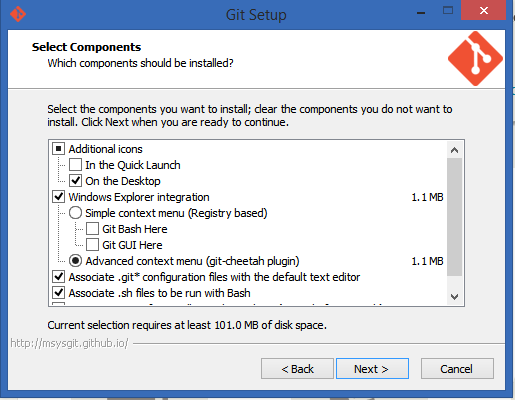 Git Setup
Select Components
Which components should be installed?
Select the components you want to install; clear the components you do not want to
install. Click Next when you are ready to continue.
Additional icons
In the Quick Launch
On the Desktop
Windows Explorer integration 1.1 MB
Simple context menu (Registry based)
Git Bash Here
Git GUI Here
Advanced context menu (git-cheetah plugin) 1.1 MB
Associate .git* configuration files with the default text editor
Associate .sh files to be run with Bash
Current selection requires at least 101.0 MB of disk space.
http://msysgit.github.io/
< Back Next > Cancel